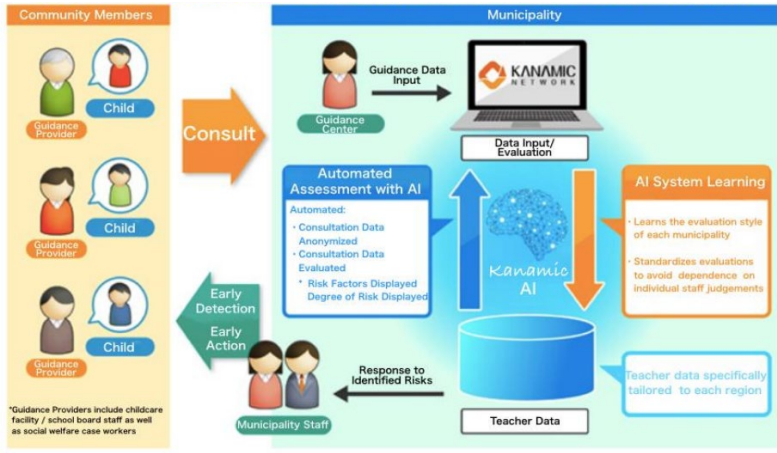 Community Members
Child
Guidance
Provider
Child
Guidance
Provider
Child
Guidance
Provider
*Guidance Providers include childcare
facility / school board staff as well
as social welfare case workers
Consult
Early
Detection
Early
Action
Municipality
Guidance
Center
Guidance Data
Input
KANAMIC
NETWORK
Data Input/
Evaluation
Automated
Assessment with AI
Automated:
・Consultation Data
Anonymized
・Consultation Data
Evaluated
* Risk Factors Displayed
Degree of Risk Displayed
Kanamic
AI
AI System Learning
・Learns the evaluation style
of each municipality
・Standardizes evaluations
to avoid dependence on
individual staff judgements
Teacher data specifically
tailored to each region
Teacher Data
Response to
Identified Risks
Municipality Staff